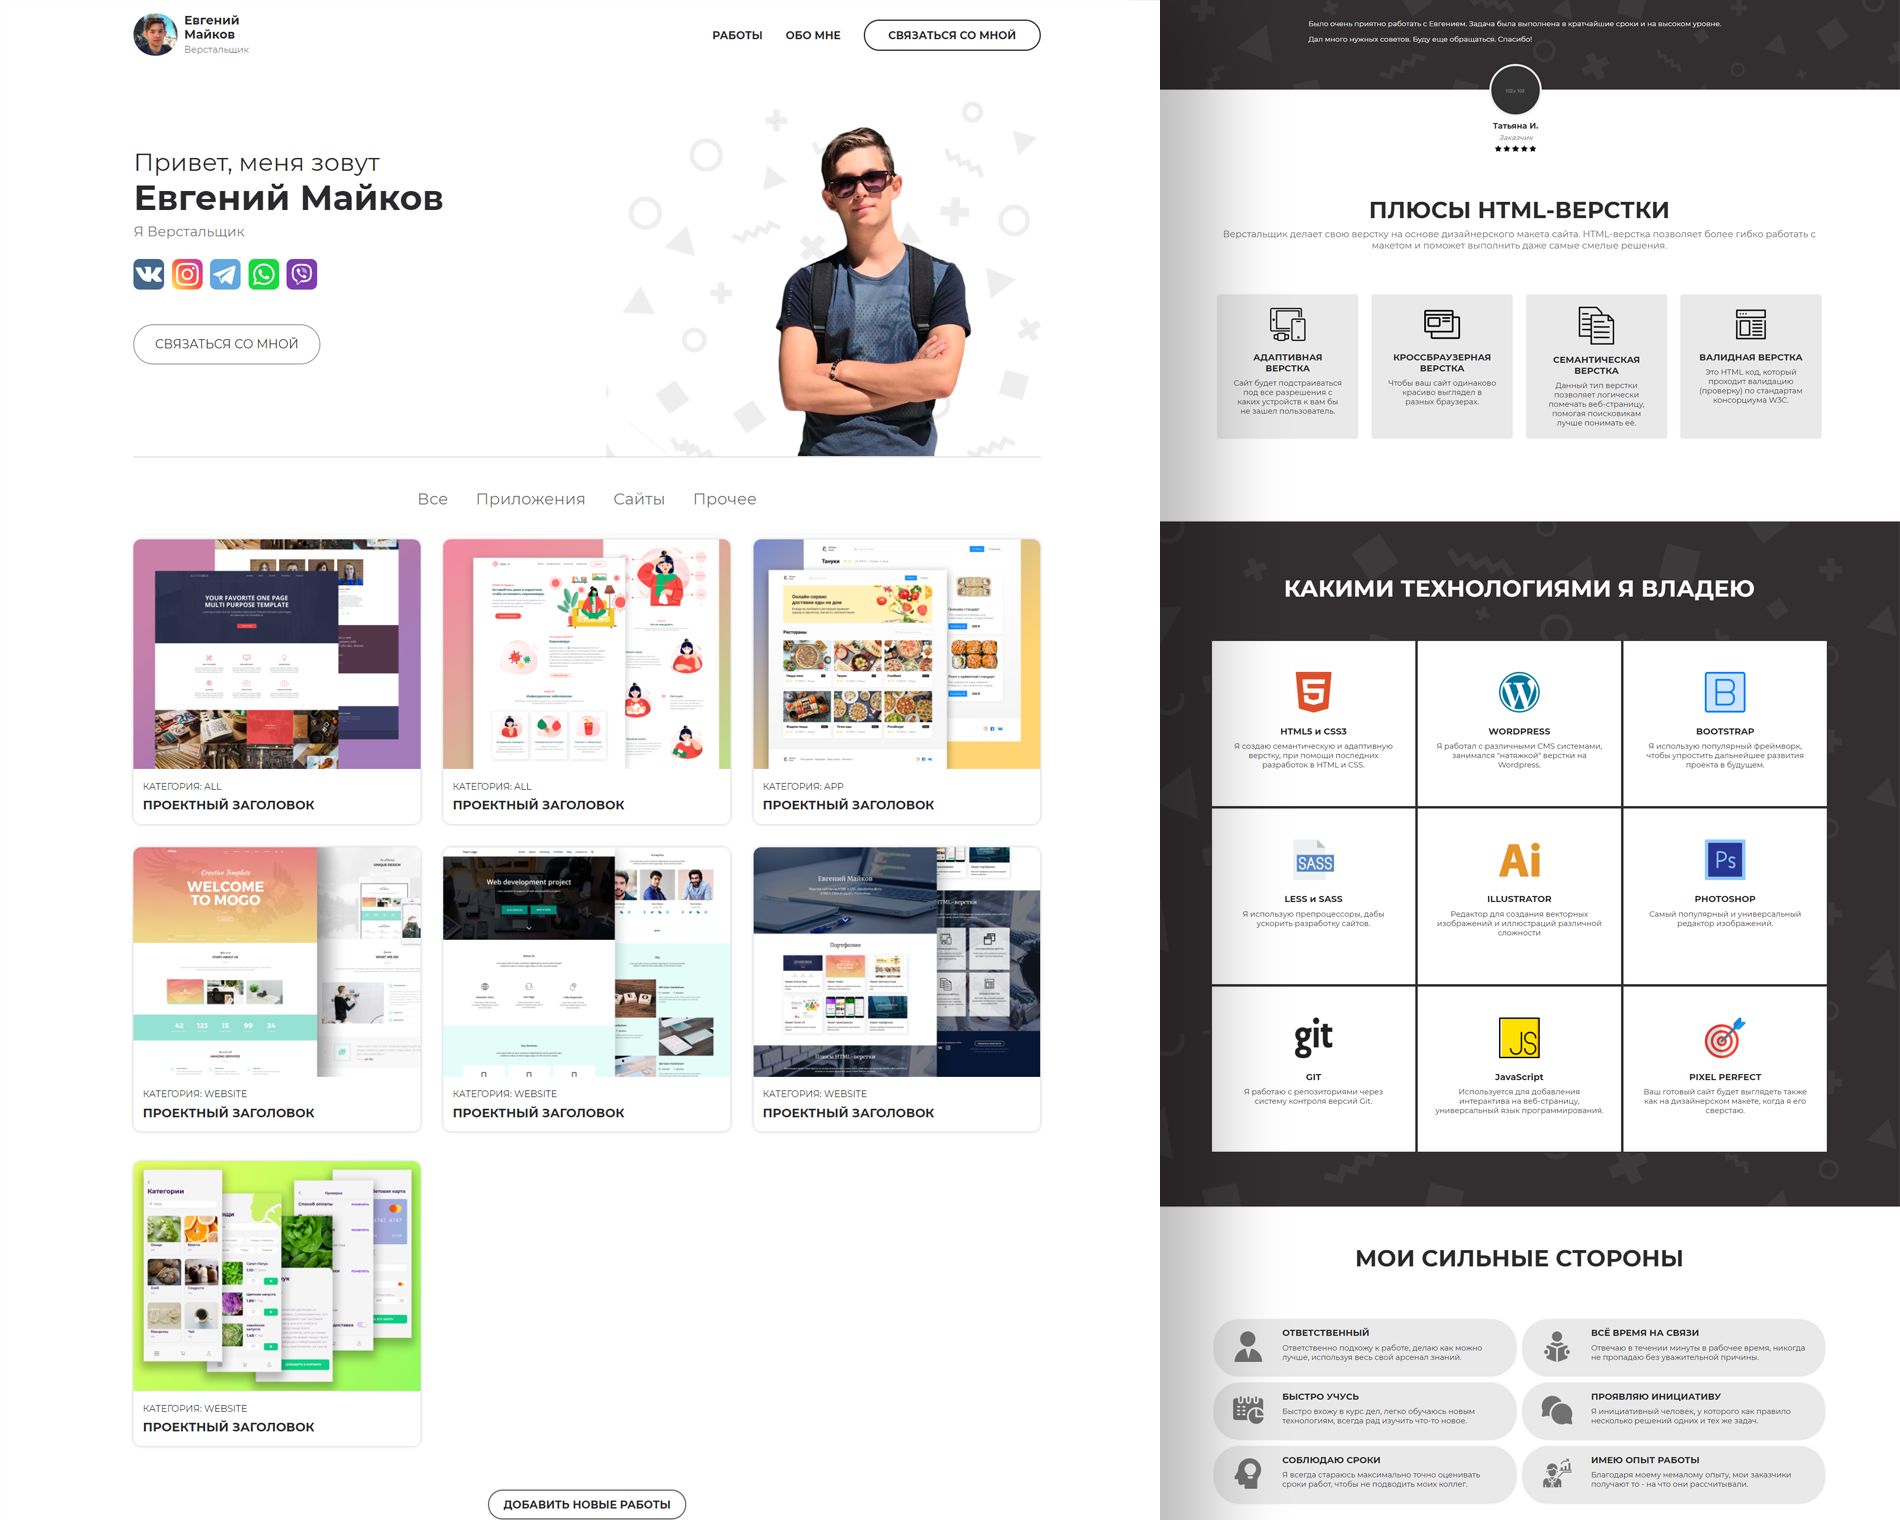 Евгений
Майков
Верстальщик
РАБОТЫ
ОБО МНЕ
СВЯЗАТЬСЯ СО МНОЙ
Привет, меня зовут
Евгений Майков
Я Верстальщик
СВЯЗАТЬСЯ СО МНОЙ
Все
Приложения
Сайты
Прочее
YOUR FAVORITE ONE PAGE
MULTI PURPOSE TEMPLATE
КАТЕГОРИЯ: ALL
ПРОЕКТНЫЙ ЗАГОЛОВОК
КАТЕГОРИЯ: ALL
ПРОЕКТНЫЙ ЗАГОЛОВОК
Тануки
Онлайн-сервис
доставки еды на дом
Рестораны
КАТЕГОРИЯ: APP
ПРОЕКТНЫЙ ЗАГОЛОВОК
Creative Template
WELCOME
TO MOGO
42 123 15 99 24
КАТЕГОРИЯ: WEBSITE
ПРОЕКТНЫЙ ЗАГОЛОВОК
Web development project
КАТЕГОРИЯ: WEBSITE
ПРОЕКТНЫЙ ЗАГОЛОВОК
Евгений Майков
Портфолио
Плюсы HTML-верстки
КАТЕГОРИЯ: WEBSITE
ПРОЕКТНЫЙ ЗАГОЛОВОК
Категории
КАТЕГОРИЯ: WEBSITE
ПРОЕКТНЫЙ ЗАГОЛОВОК
ДОБАВИТЬ НОВЫЕ РАБОТЫ
Было очень приятно работать с Евгением. Задача была выполнена в кратчайшие сроки и на высоком уровне.
Дал много нужных советов. Буду еще обращаться. Спасибо!
Татьяна И.
Заказчик
ПЛЮСЫ HTML-ВЕРСТКИ
Верстальщик делает свою верстку на основе дизайнерского макета сайта. HTML-верстка позволяет более гибко работать с
макетом и поможет выполнить даже самые смелые решения.
АДАПТИВНАЯ
ВЕРСТКА
Сайт будет подстраиваться
под все разрешения с
каких устройств к вам бы
не зашел пользователь.
КРОССБРАУЗЕРНАЯ
ВЕРСТКА
Чтобы ваш сайт одинаково
красиво выглядел в
разных браузерах.
СЕМАНТИЧЕСКАЯ
ВЕРСТКА
Данный тип верстки
позволяет логически
помечать веб-страницу,
помогая поисковикам
лучше понимать её.
ВАЛИДНАЯ ВЕРСТКА
Это HTML код, который
проходит валидацию
(проверку) по стандартам
консорциума W3C.
КАКИМИ ТЕХНОЛОГИЯМИ Я ВЛАДЕЮ
HTML5 и CSS3
Я создаю семантическую и адаптивную
верстку, при помощи последних
разработок в HTML и CSS.
WORDPRESS
Я работал с различными CMS системами,
занимался "натяжкой" верстки на
Wordpress.
B
BOOTSTRAP
Я использую популярный фреймворк,
чтобы упростить дальнейшее развития
проекта в будущем.
SASS
LESS и SASS
Я использую препроцессоры, дабы
ускорить разработку сайтов.
Ai
ILLUSTRATOR
Редактор для создания векторных
изображений и иллюстраций различной
сложности
Ps
PHOTOSHOP
Самый популярный и универсальный
редактор изображений.
git
GIT
Я работаю с репозиториями через
систему контроля версий Git.
JS
JavaScript
Используется для добавления
интерактива на веб-страницу,
универсальный язык программирования.
PIXEL PERFECT
Ваш готовый сайт будет выглядеть также
как на дизайнерском макете, когда я его
сверстаю.
МОИ СИЛЬНЫЕ СТОРОНЫ
ОТВЕТСТВЕННЫЙ
Ответственно подхожу к работе, делаю как можно
лучше, используя весь свой арсенал знаний.
ВСЁ ВРЕМЯ НА СВЯЗИ
Отвечаю в течении минуты в рабочее время, никогда
не пропадаю без уважительной причины.
БЫСТРО УЧУСЬ
Быстро вхожу в курс дел, легко обучаюсь новым
технологиям, всегда рад изучить что-то новое.
ПРОЯВЛЯЮ ИНИЦИАТИВУ
Я инициативный человек, у которого как правило
несколько решений одних и тех же задач.
СОБЛЮДАЮ СРОКИ
Я всегда стараюсь максимально точно оценивать
сроки работ, чтобы не подводить моих коллег.
ИМЕЮ ОПЫТ РАБОТЫ
Благодаря моему немалому опыту, мои заказчики
получают то - на что они рассчитывали.